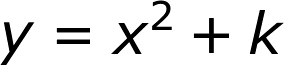 y = x² + k